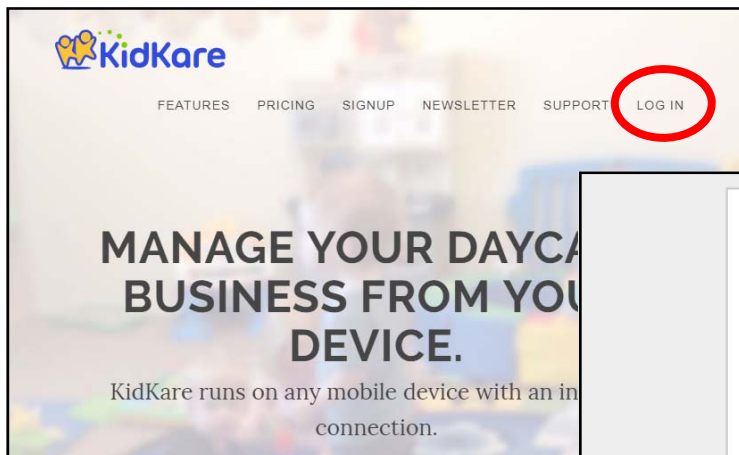 KidKare
FEATURES PRICING SIGNUP NEWSLETTER SUPPORT LOG IN
MANAGE YOUR DAYCA
BUSINESS FROM YOU
DEVICE.
KidKare runs on any mobile device with an in
connection.